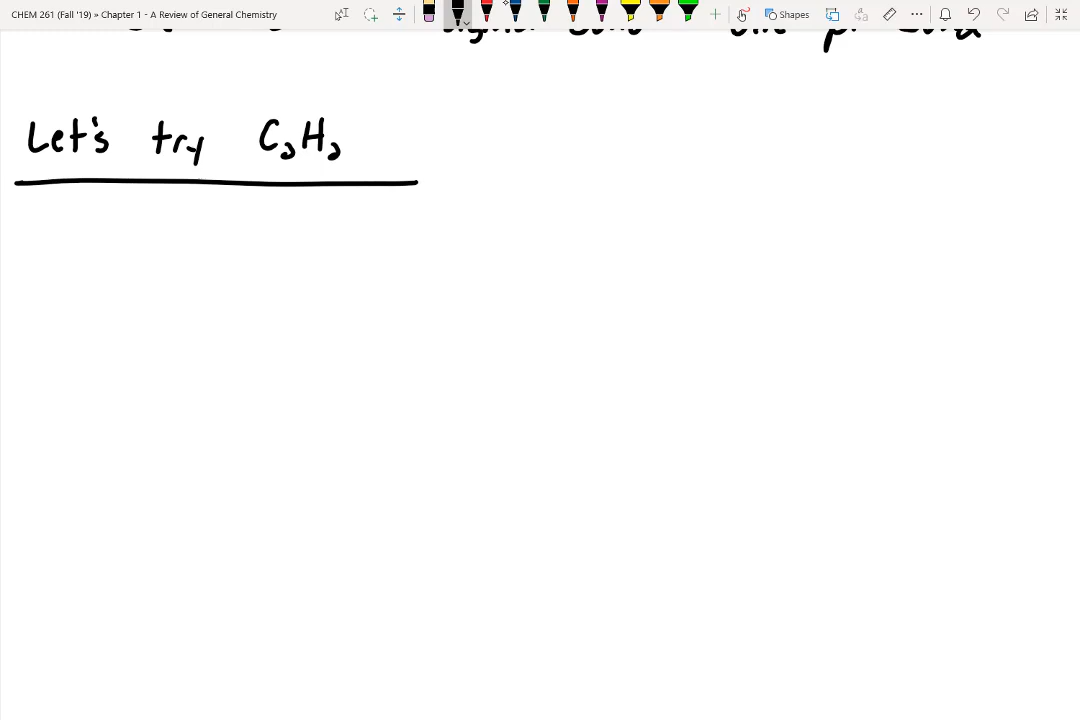 CHEM 261 (Fall '19) » Chapter 1 - A Review of General Chemistry
Shapes
Let's try C₂H₂